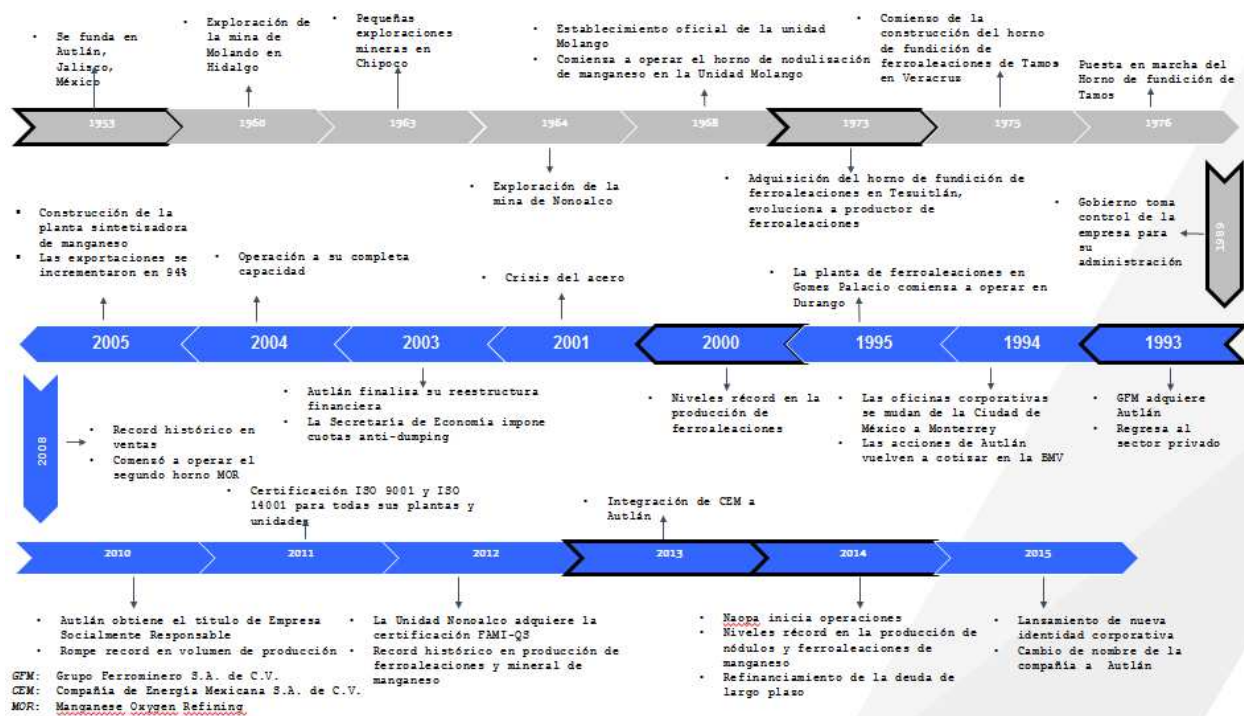 • Se funda en
Autlán,
Jalisco,
México
• Exploración de
la mina de
Molando en
Hidalgo
• Pequeñas
exploraciones
mineras en
Chipoco
• Establecimiento oficial de la unidad
Molango
• Comienza a operar el horno de nodulización
de manganeso en la Unidad Molango
• Comienzo de la
construcción del horno
de fundición de
ferroaleaciones de Tamos
en Veracruz
Puesta en marcha del
Horno de fundición de
Tamos
1953
1960
1963
1964
1968
1973
1975
1976
• Exploración de la
mina de Nonoalco
• Adquisición del horno de fundición de
ferroaleaciones en Tesuitlán,
evoluciona a productor de
ferroaleaciones
• Gobierno toma
control de la
empresa para
su
administración
1989
▪ Construcción de la
planta sintetizadora
de manganeso
▪ Las exportaciones se
incrementaron en 94%
• Operación a su completa
capacidad
• Crisis del acero
• La planta de ferroaleaciones en
Gomes Palacio comienza a operar en
Durango
2005
2004
2003
2001
2000
1995
1994
1993
• Autlán finalisa su reestructura
financiera
• La Secretaría de Economía impone
cuotas anti-dumping
• Niveles récord en la
producción de
ferroaleaciones
• Las oficinas corporativas
se mudan de la Ciudad de
México a Monterrey
• Las acciones de Autlán
vuelven a cotizar en la BMV
• GFM adquiere
Autlán
• Regresa al
sector privado
2008
• Record histórico en
ventas
• Comensó a operar el
segundo horno MOR
• Certificación ISO 9001 y ISO
14001 para todas sus plantas y
unidades
• Integración de CEM a
Autlán
2010
2011
2012
2013
2014
2015
• Autlán obtiene el título de Empresa
Socialmente Responsable
• Rompe record en volumen de producción
• La Unidad Nonoalco adquiere la
certificación FAMI-QS
• Record histórico en producción de
ferroaleaciones y mineral de
manganeso
• Naopa inicia operaciones
• Niveles récord en la producción de
nódulos y ferroaleaciones de
manganeso
• Refinanciamiento de la deuda de
largo plaso
• Lansamiento de nueva
identidad corporativa
• Cambio de nombre de la
compañía a Autlán
GFM: Grupo Ferrominero S.A. de C.V.
CEM: Compañía de Energía Mexicana S.A. de C.V.
MOR: Manganese Oxygen Refining